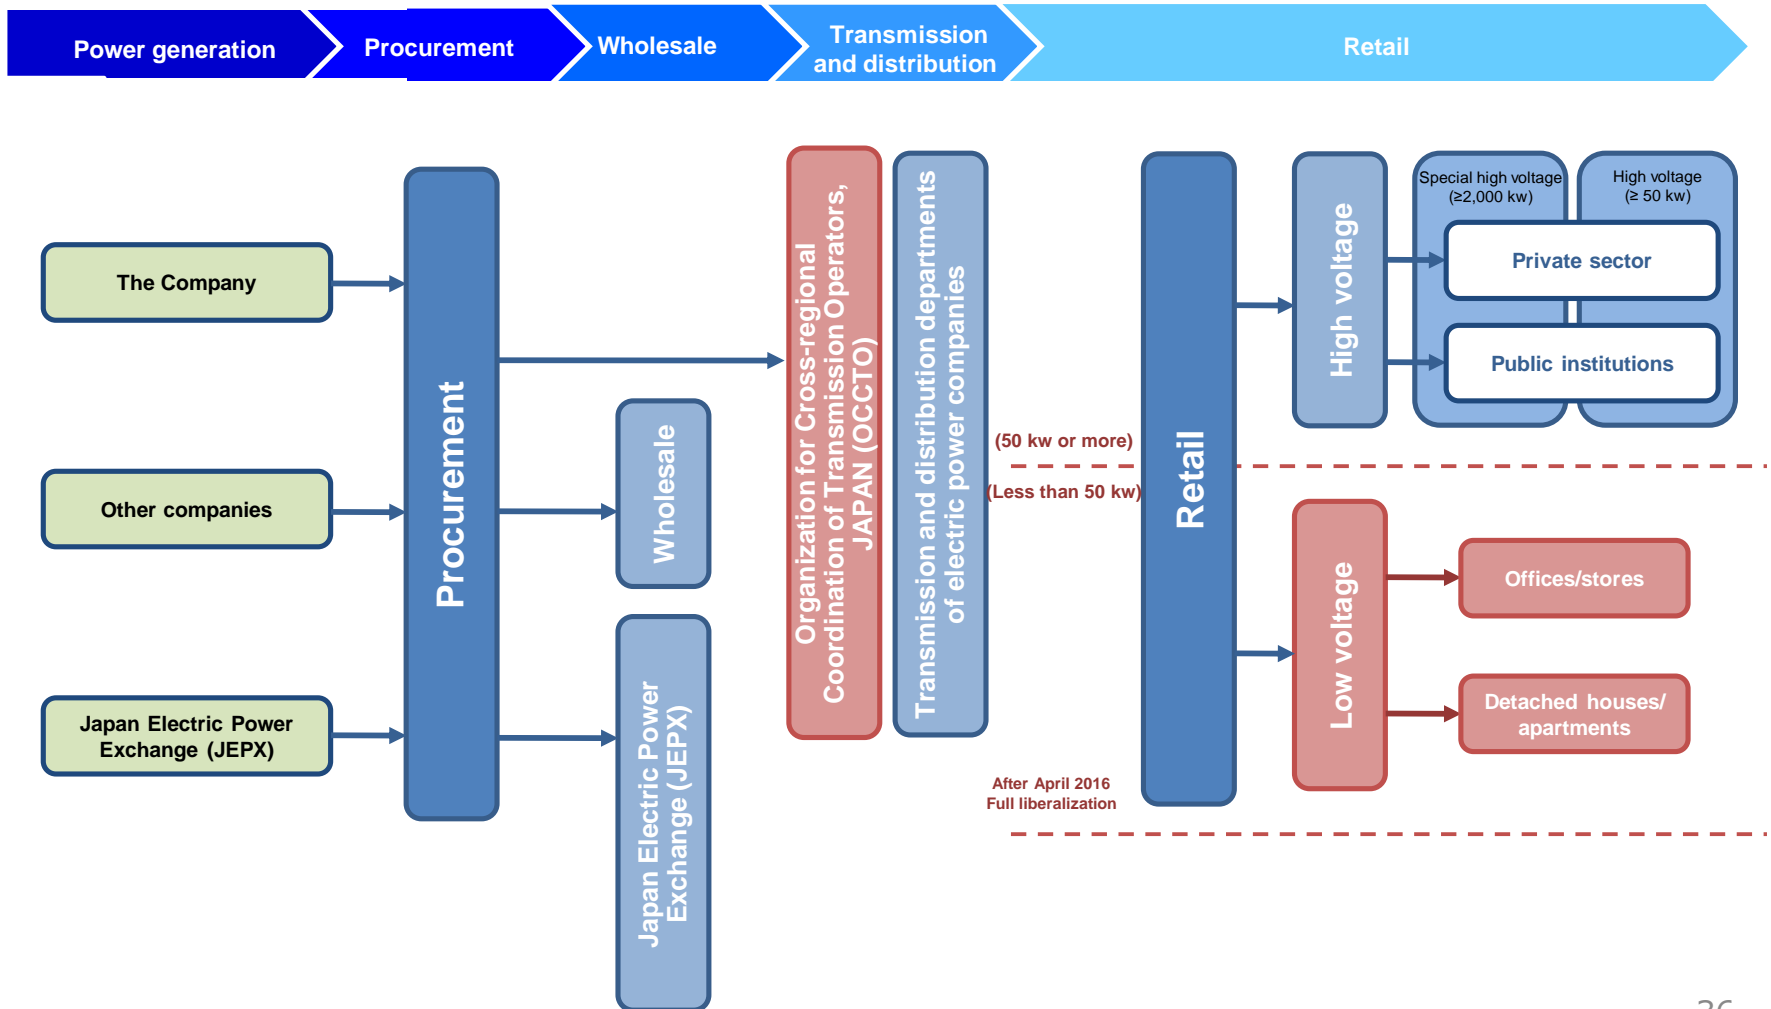 Power generation
Procurement
Wholesale
Transmission
and distribution
Retail
The Company
Other companies
Japan Electric Power
Exchange (JEPX)
Procurement
Wholesale
Japan Electric Power
Exchange (JEPX)
Organization for Cross-regional
Coordination of Transmission Operators,
JAPAN (OCCTO)
Transmission and distribution departments
of electric power companies
(50 kw or more)
(Less than 50 kw)
After April 2016
Full liberalization
Retail
High voltage
Special high voltage
(≥2,000 kw)
High voltage
(≥ 50 kw)
Private sector
Public institutions
Low voltage
Offices/stores
Detached houses/
apartments